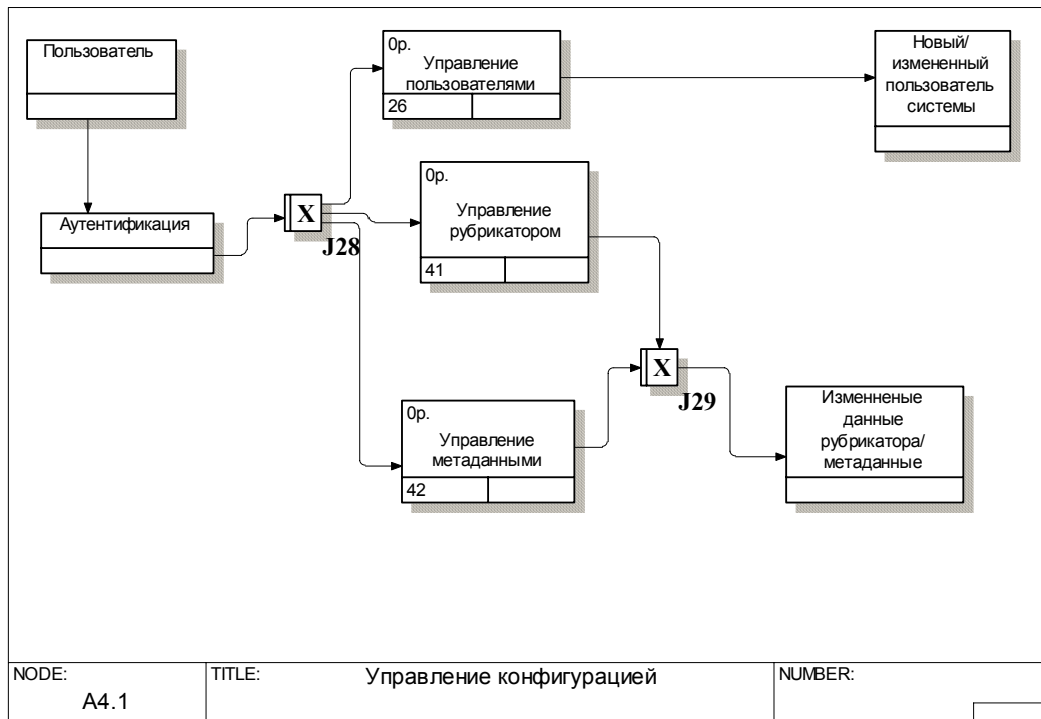 Пользователь
0р.
Управление
пользователями
26
Новый/
измененный
пользователь
системы
Аутентификация
X
J28
0р.
Управление
рубрикатором
41
X
J29
0р.
Управление
метаданными
42
Измененные
данные
рубрикатора/
метаданные
NODE:
A4.1
TITLE:
Управление конфигурацией
NUMBER: